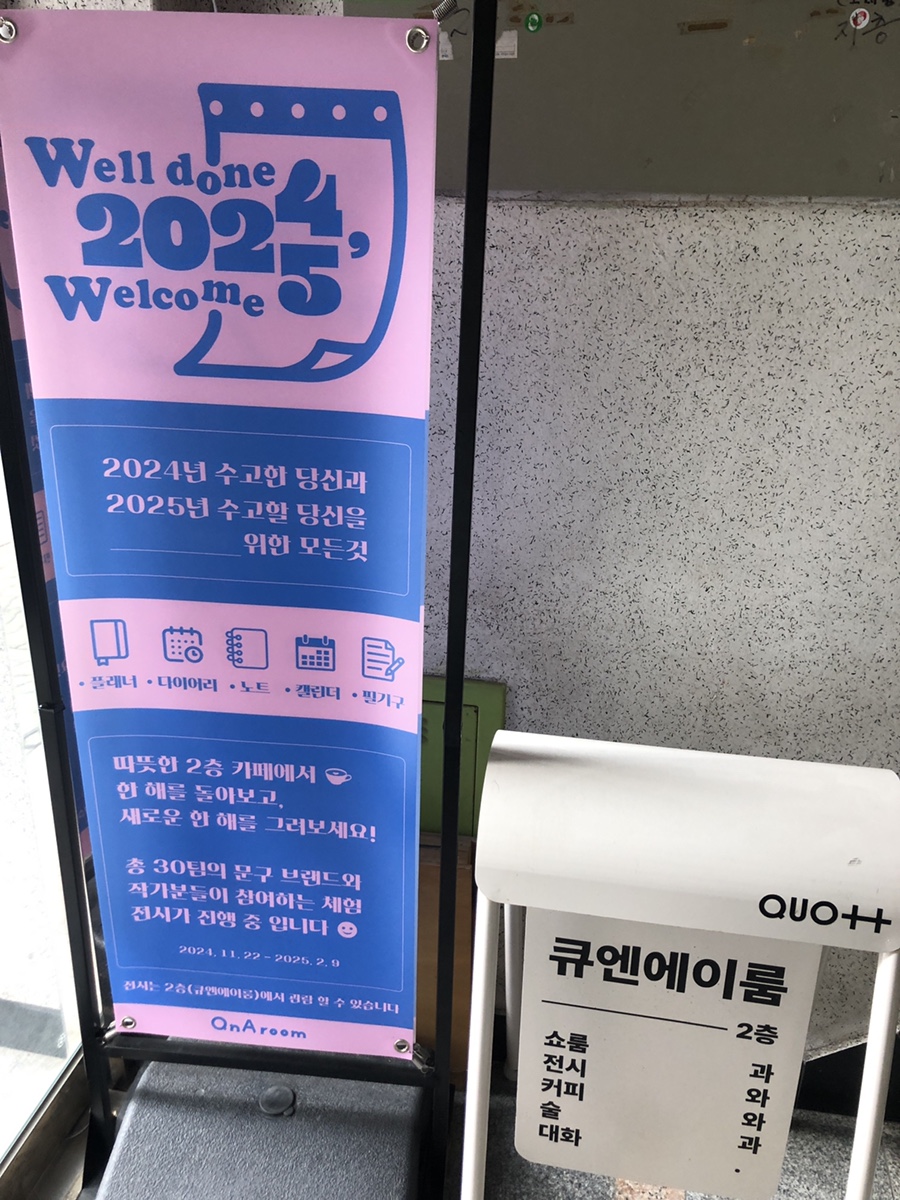 Well done
2024,
5
Welcome
2024년 수고한 당신과
2025년 수고할 당신을
위한 모든것
• 플래너 • 다이어리 • 노트 • 캘린더 • 필기구
따뜻한 2층 카페에서
한 해를 돌아보고,
새로운 한 해를 그려보세요!
총 30팀의 문구 브랜드와
작가분들이 참여하는 체험
전시가 진행 중 입니다
2024. 11. 22 - 2025. 2. 9
전시는 2층(큐엔에이룸)에서 관람 할 수 있습니다
QnA room
QUOTT
큐엔에이룸
2층
쇼룸 과
전시 와
커피 와
술 과
대화 .